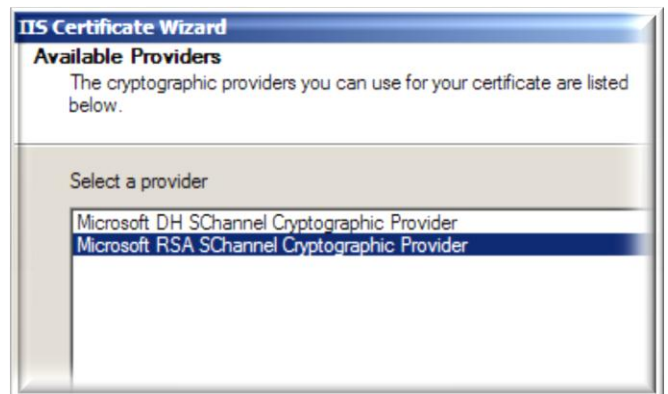 IIS Certificate Wizard
Available Providers
The cryptographic providers you can use for your certificate are listed
below.
Select a provider
Microsoft DH SChannel Cryptographic Provider
Microsoft RSA SChannel Cryptographic Provider